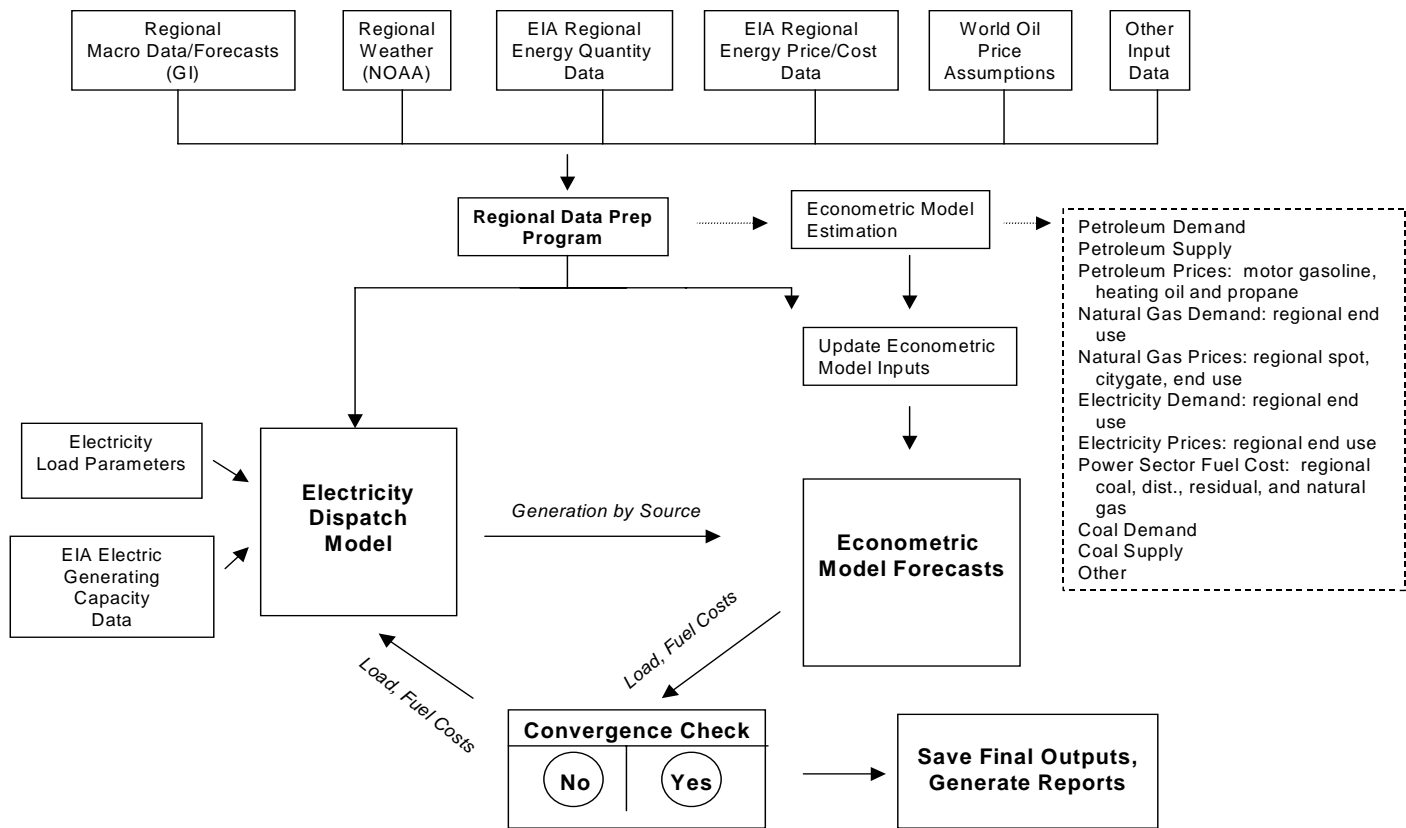 Regional
Macro Data/Forecasts
(GI)
Regional
Weather
(NOAA)
EIA Regional
Energy Quantity
Data
EIA Regional
Energy Price/Cost
Data
World Oil
Price
Assumptions
Other
Input
Data
Regional Data Prep
Program
Econometric Model
Estimation
Petroleum Demand
Petroleum Supply
Petroleum Prices: motor gasoline,
heating oil and propane
Natural Gas Demand: regional end
use
Natural Gas Prices: regional spot,
citygate, end use
Electricity Demand: regional end
use
Electricity Prices: regional end use
Power Sector Fuel Cost: regional
coal, dist., residual, and natural
gas
Coal Demand
Coal Supply
Other
Update Econometric
Model Inputs
Electricity
Load Parameters
EIA Electric
Generating
Capacity
Data
Electricity
Dispatch
Model
Generation by Source
Econometric
Model Forecasts
Load, Fuel Costs
Load, Fuel Costs
Convergence Check
No
Yes
Save Final Outputs,
Generate Reports